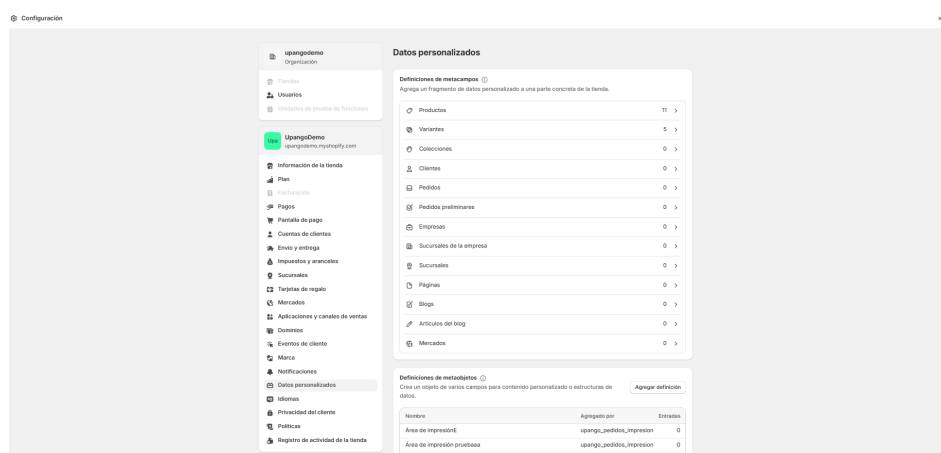 Configuración
upangodemo
Organización
Tiendas
Usuarios
Unidades de prueba de funciones
Upa
UpangoDemo
upangodemo.myshopify.com
Información de la tienda
Plan
Facturación
Pagos
Pantalla de pago
Cuentas de clientes
Envío y entrega
Impuestos y aranceles
Sucursales
Tarjetas de regalo
Mercados
Aplicaciones y canales de ventas
Dominios
Eventos de cliente
Marca
Notificaciones
Datos personalizados
Idiomas
Privacidad del cliente
Políticas
Registro de actividad de la tienda
Datos personalizados
Definiciones de metacampos
Agrega un fragmento de datos personalizado a una parte concreta de la tienda.
Productos 11
Variantes 5
Colecciones 0
Clientes 0
Pedidos 0
Pedidos preliminares 0
Empresas 0
Sucursales de la empresa 0
Sucursales 0
Páginas 0
Blogs 0
Artículos del blog 0
Mercados 0
Definiciones de metaobjetos
Crea un objeto de varios campos para contenido personalizado o estructuras de
datos.
Agregar definición
Nombre Agregado por Entradas
Área de impresiónE upango_pedidos_impresion 0
Área de impresión pruebaaa upango_pedidos_impresion 0